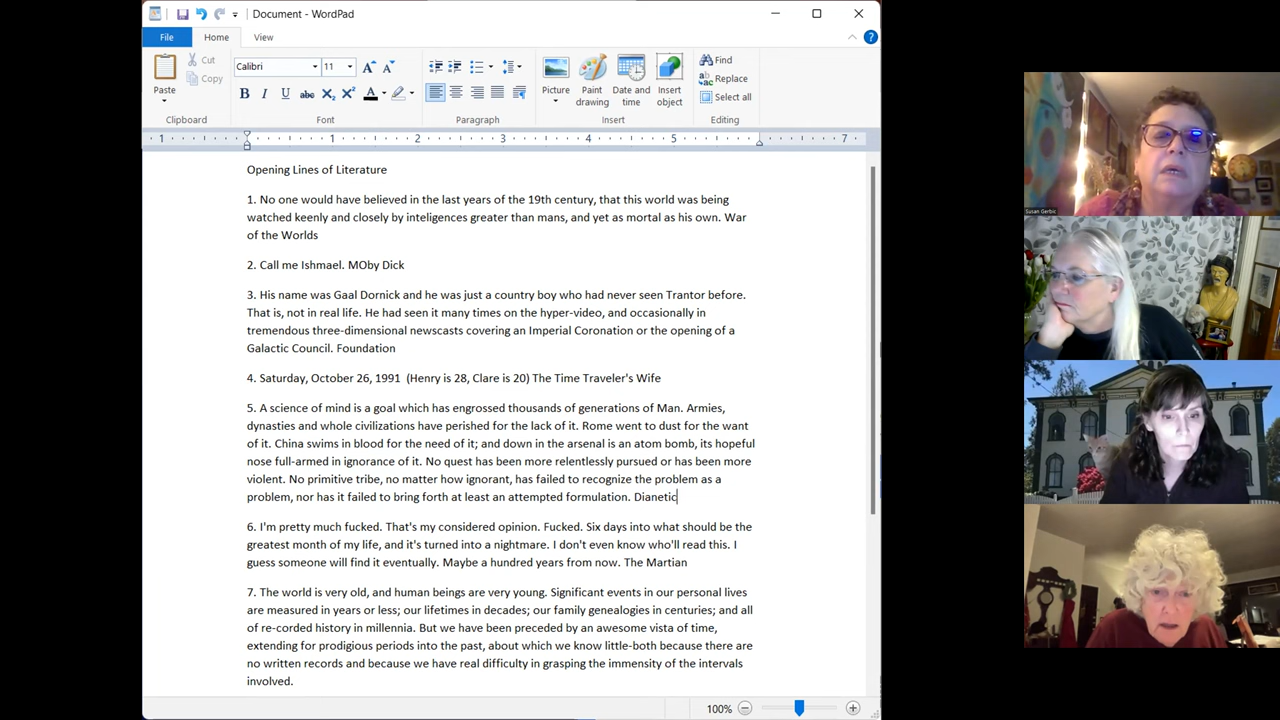 Document - WordPad
File
Home
View
Paste
Cut
Copy
Clipboard
Calibri
11
B I U abc X₂ X² A
Font
Paragraph
Picture
Paint drawing
Date and time
Insert object
Insert
Find
Replace
Select all
Editing
1 1 2 3 4 5 7
Opening Lines of Literature
1. No one would have believed in the last years of the 19th century, that this world was being
watched keenly and closely by inteligences greater than mans, and yet as mortal as his own. War
of the Worlds
2. Call me Ishmael. MOby Dick
3. His name was Gaal Dornick and he was just a country boy who had never seen Trantor before.
That is, not in real life. He had seen it many times on the hyper-video, and occasionally in
tremendous three-dimensional newscasts covering an Imperial Coronation or the opening of a
Galactic Council. Foundation
4. Saturday, October 26, 1991  (Henry is 28, Clare is 20) The Time Traveler's Wife
5. A science of mind is a goal which has engrossed thousands of generations of Man. Armies,
dynasties and whole civilizations have perished for the lack of it. Rome went to dust for the want
of it. China swims in blood for the need of it; and down in the arsenal is an atom bomb, its hopeful
nose full-armed in ignorance of it. No quest has been more relentlessly pursued or has been more
violent. No primitive tribe, no matter how ignorant, has failed to recognize the problem as a
problem, nor has it failed to bring forth at least an attempted formulation. Dianetic
6. I'm pretty much fucked. That's my considered opinion. Fucked. Six days into what should be the
greatest month of my life, and it's turned into a nightmare. I don't even know who'll read this. I
guess someone will find it eventually. Maybe a hundred years from now. The Martian
7. The world is very old, and human beings are very young. Significant events in our personal lives
are measured in years or less; our lifetimes in decades; our family genealogies in centuries; and all
of re-corded history in millennia. But we have been preceded by an awesome vista of time,
extending for prodigious periods into the past, about which we know little-both because there are
no written records and because we have real difficulty in grasping the immensity of the intervals
involved.
100%
Susan Gerbic